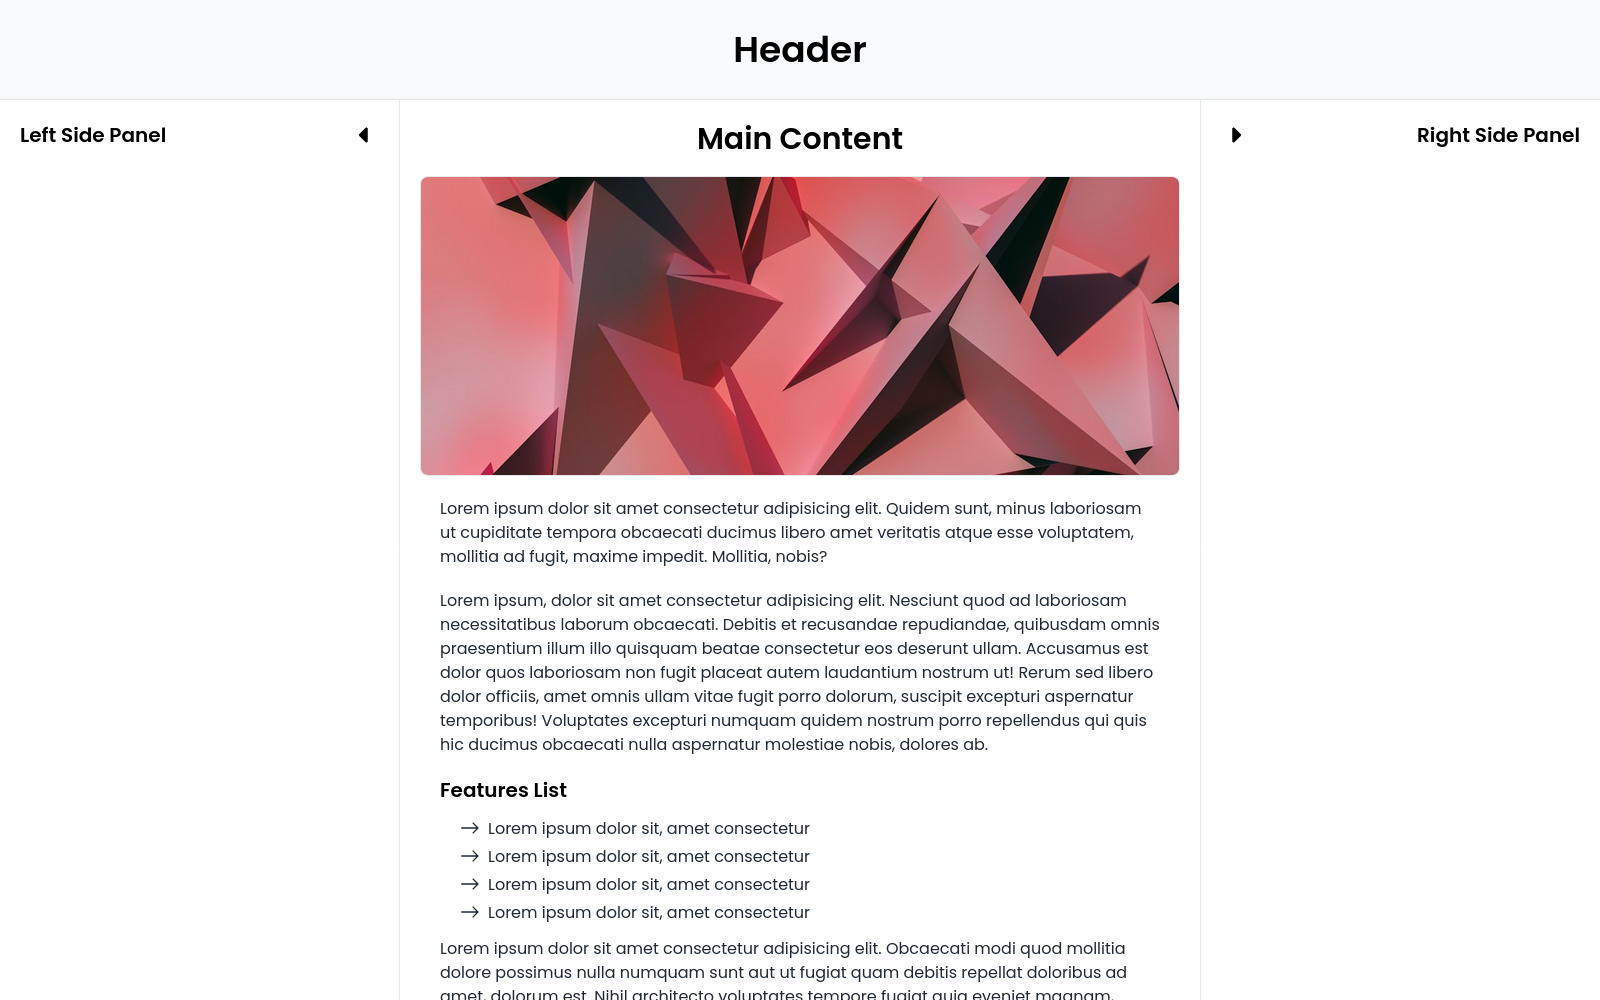 Header
Left Side Panel
Main Content
Right Side Panel
Lorem ipsum dolor sit amet consectetur adipisicing elit. Quidem sunt, minus laboriosam
ut cupiditate tempora obcaecati ducimus libero amet veritatis atque esse voluptatem,
mollitia ad fugit, maxime impedit. Mollitia, nobis?
Lorem ipsum, dolor sit amet consectetur adipisicing elit. Nesciunt quod ad laboriosam
necessitatibus laborum obcaecati. Debitis et recusandae repudiandae, quibusdam omnis
praesentium illum illo quisquam beatae consectetur eos deserunt ullam. Accusamus est
dolor quos laboriosam non fugit placeat autem laudantium nostrum ut! Rerum sed libero
dolor officiis, amet omnis ullam vitae fugit porro dolorum, suscipit excepturi aspernatur
temporibus! Voluptates excepturi numquam quidem nostrum porro repellendus qui quis
hic ducimus obcaecati nulla aspernatur molestiae nobis, dolores ab.
Features List
Lorem ipsum dolor sit, amet consectetur
Lorem ipsum dolor sit, amet consectetur
Lorem ipsum dolor sit, amet consectetur
Lorem ipsum dolor sit, amet consectetur
Lorem ipsum dolor sit amet consectetur adipisicing elit. Obcaecati modi quod mollitia
dolore possimus nulla numquam sunt aut ut fugiat quam debitis repellat doloribus ad
amet, dolorum est. Nihil architecto voluptates tempore fugiat quia eveniet magnam,